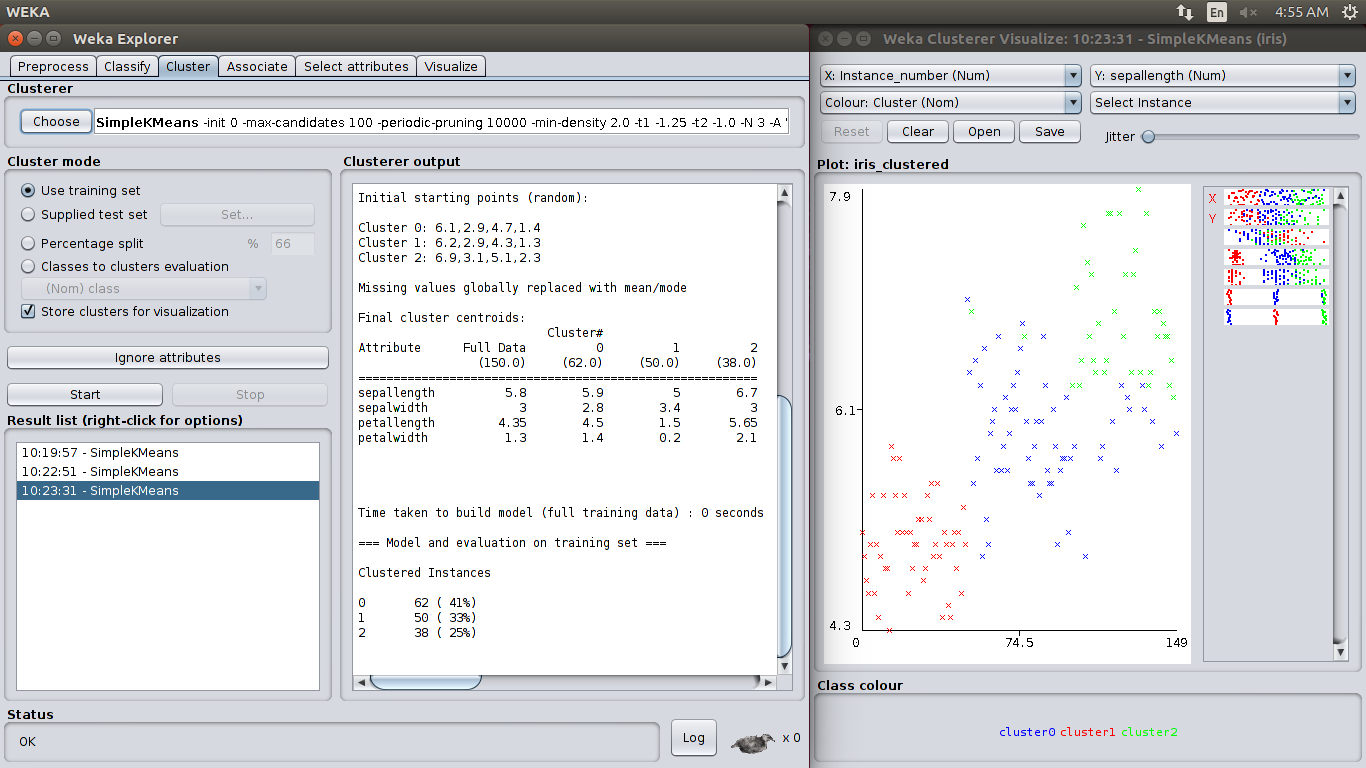 WEKA
En
4:55 AM
Weka Explorer
Preprocess Classify Cluster Associate Select attributes Visualize
Clusterer
Choose SimpleKMeans -init 0 -max-candidates 100 -periodic-pruning 10000 -min-density 2.0 -t1 -1.25 -t2 -1.0 -N 3 -A "
Cluster mode
Use training set
Supplied test set Set...
Percentage split % 66
Classes to clusters evaluation
(Nom) class
Store clusters for visualization
Ignore attributes
Start Stop
Result list (right-click for options)
10:19:57 - SimpleKMeans
10:22:51 - SimpleKMeans
10:23:31 - SimpleKMeans
Clusterer output
Initial starting points (random):
Cluster 0: 6.1,2.9,4.7,1.4
Cluster 1: 6.2,2.9,4.3,1.3
Cluster 2: 6.9,3.1,5.1,2.3
Missing values globally replaced with mean/mode
Final cluster centroids:
Cluster#
Attribute Full Data 0 1 2
(150.0) (62.0) (50.0) (38.0)
=========================================================
sepallength 5.8 5.9 5 6.7
sepalwidth 3 2.8 3.4 3
petallength 4.35 4.5 1.5 5.65
petalwidth 1.3 1.4 0.2 2.1
Time taken to build model (full training data) : 0 seconds
=== Model and evaluation on training set ===
Clustered Instances
0 62 ( 41%)
1 50 ( 33%)
2 38 ( 25%)
Status
OK
Log
x 0
Weka Clusterer Visualize: 10:23:31 - SimpleKMeans (iris)
X: Instance_number (Num) Y: sepallength (Num)
Colour: Cluster (Nom) Select Instance
Reset Clear Open Save Jitter
Plot: iris_clustered
7.9
6.1
4.3
0 74.5 149
X
Y
Class colour
cluster0 cluster1 cluster2